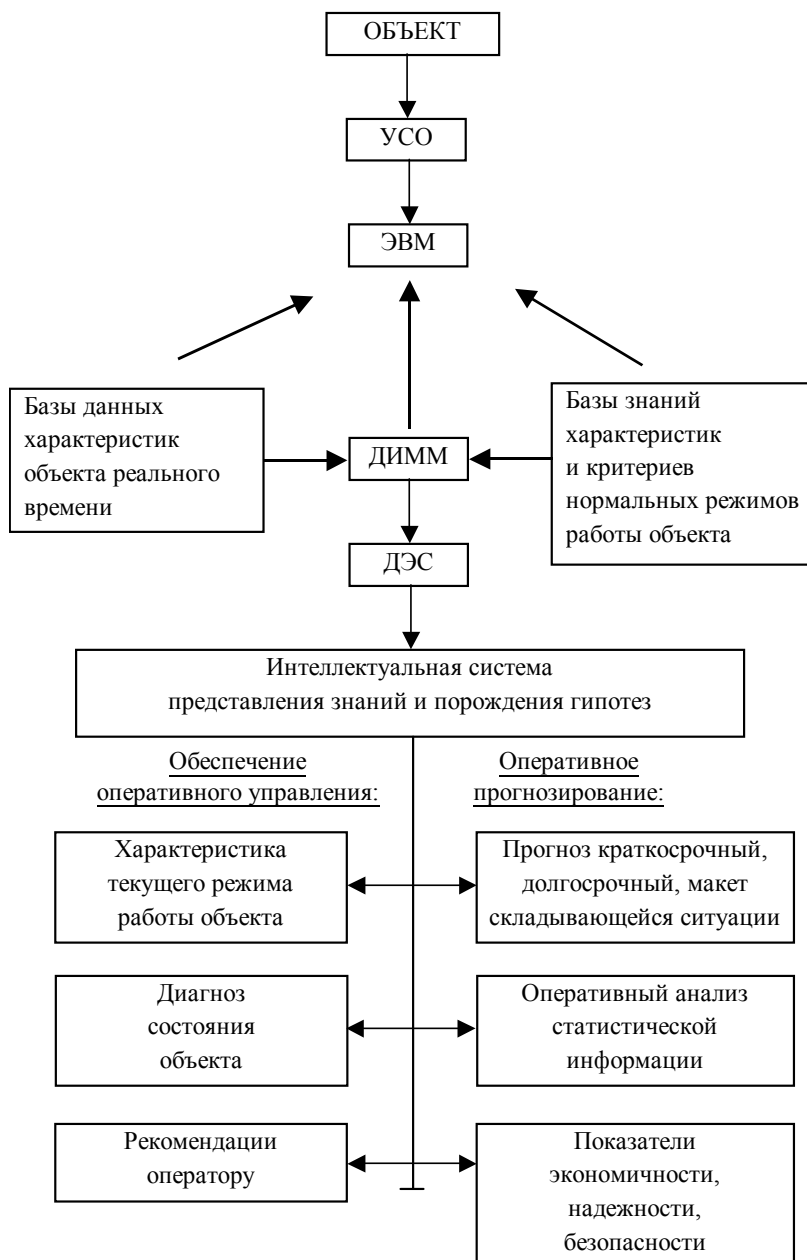 ОБЪЕКТ
УСО
ЭВМ
Базы данных
характеристик
объекта реального
времени
ДИММ
Базы знаний
характеристик
и критериев
нормальных режимов
работы объекта
ДЭС
Интеллектуальная система
представления знаний и порождения гипотез
Обеспечение
оперативного управления:
Оперативное
прогнозирование:
Характеристика
текущего режима
работы объекта
Прогноз краткосрочный,
долгосрочный, макет
складывающейся ситуации
Диагноз
состояния
объекта
Оперативный анализ
статистической
информации
Рекомендации
оператору
Показатели
экономичности,
надежности,
безопасности